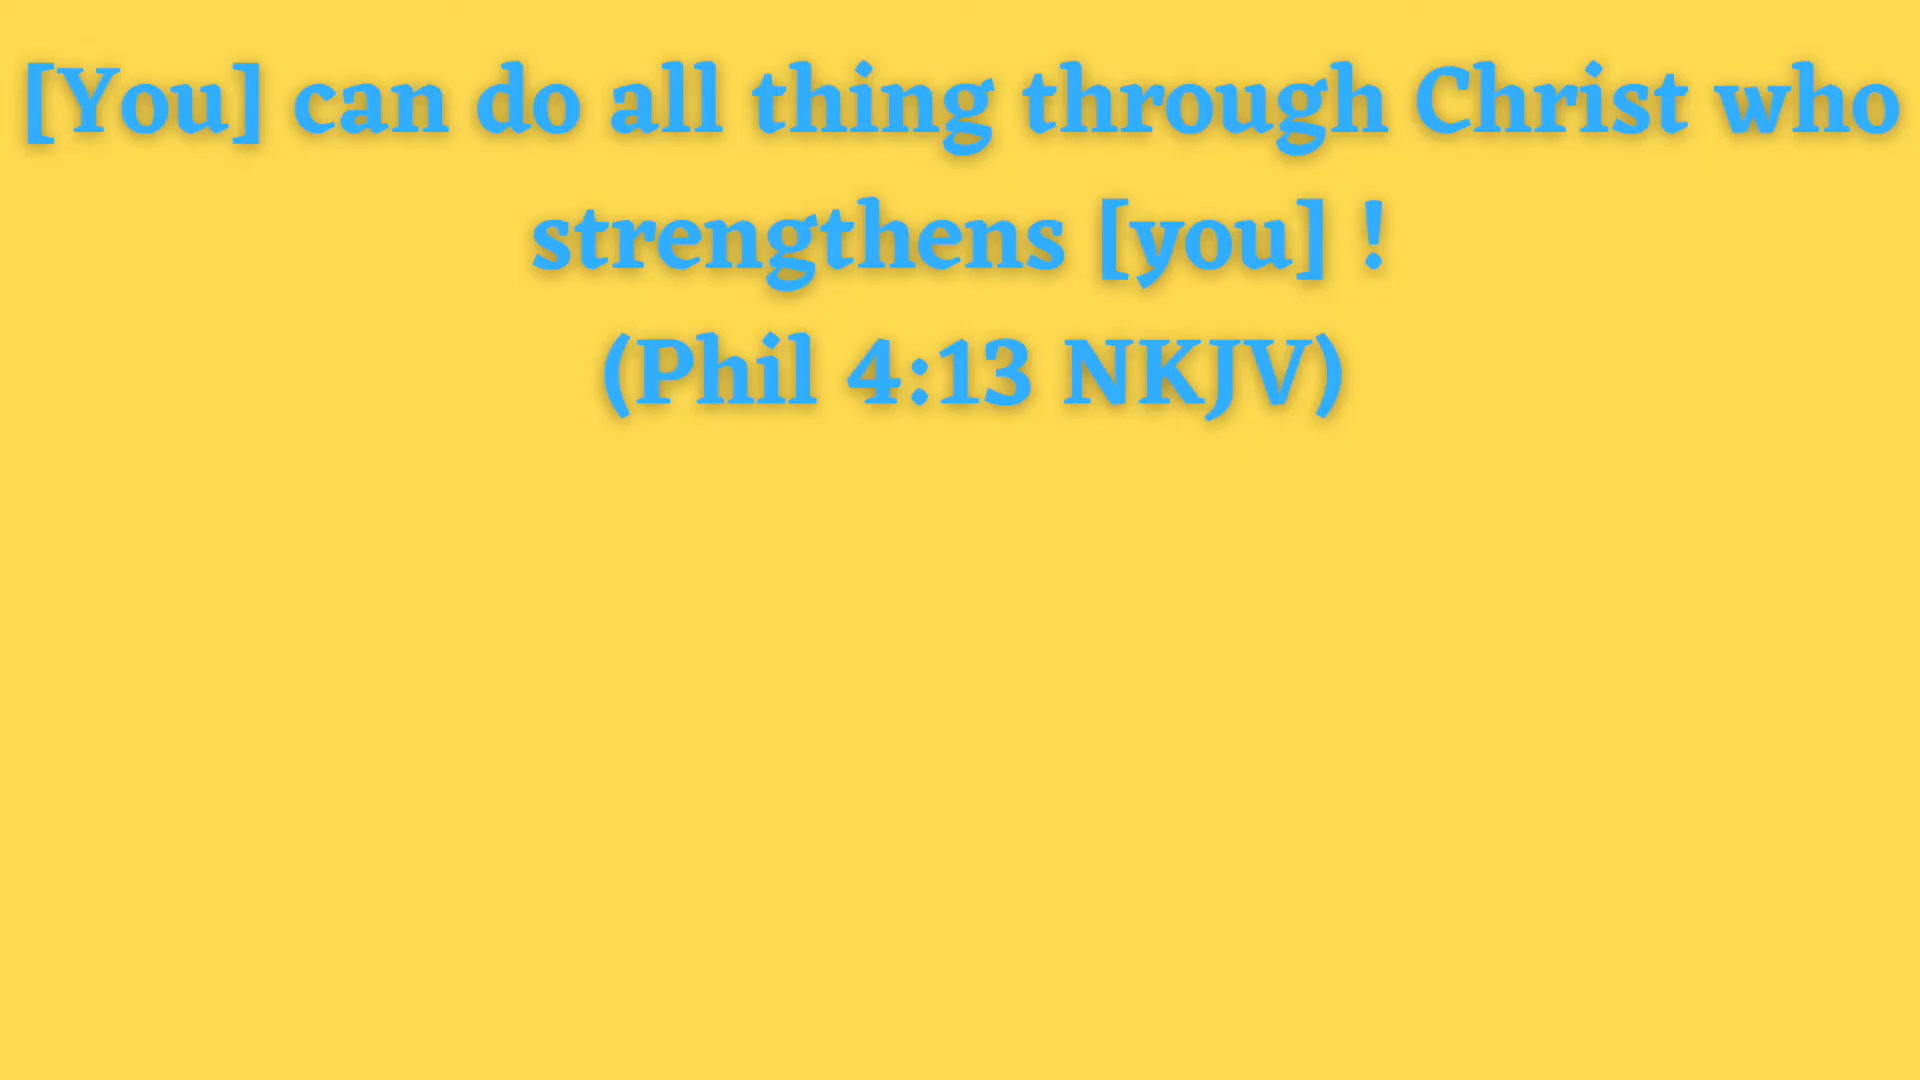 [You] can do all thing through Christ who
strengthens [you] !
(Phil 4:13 NKJV)